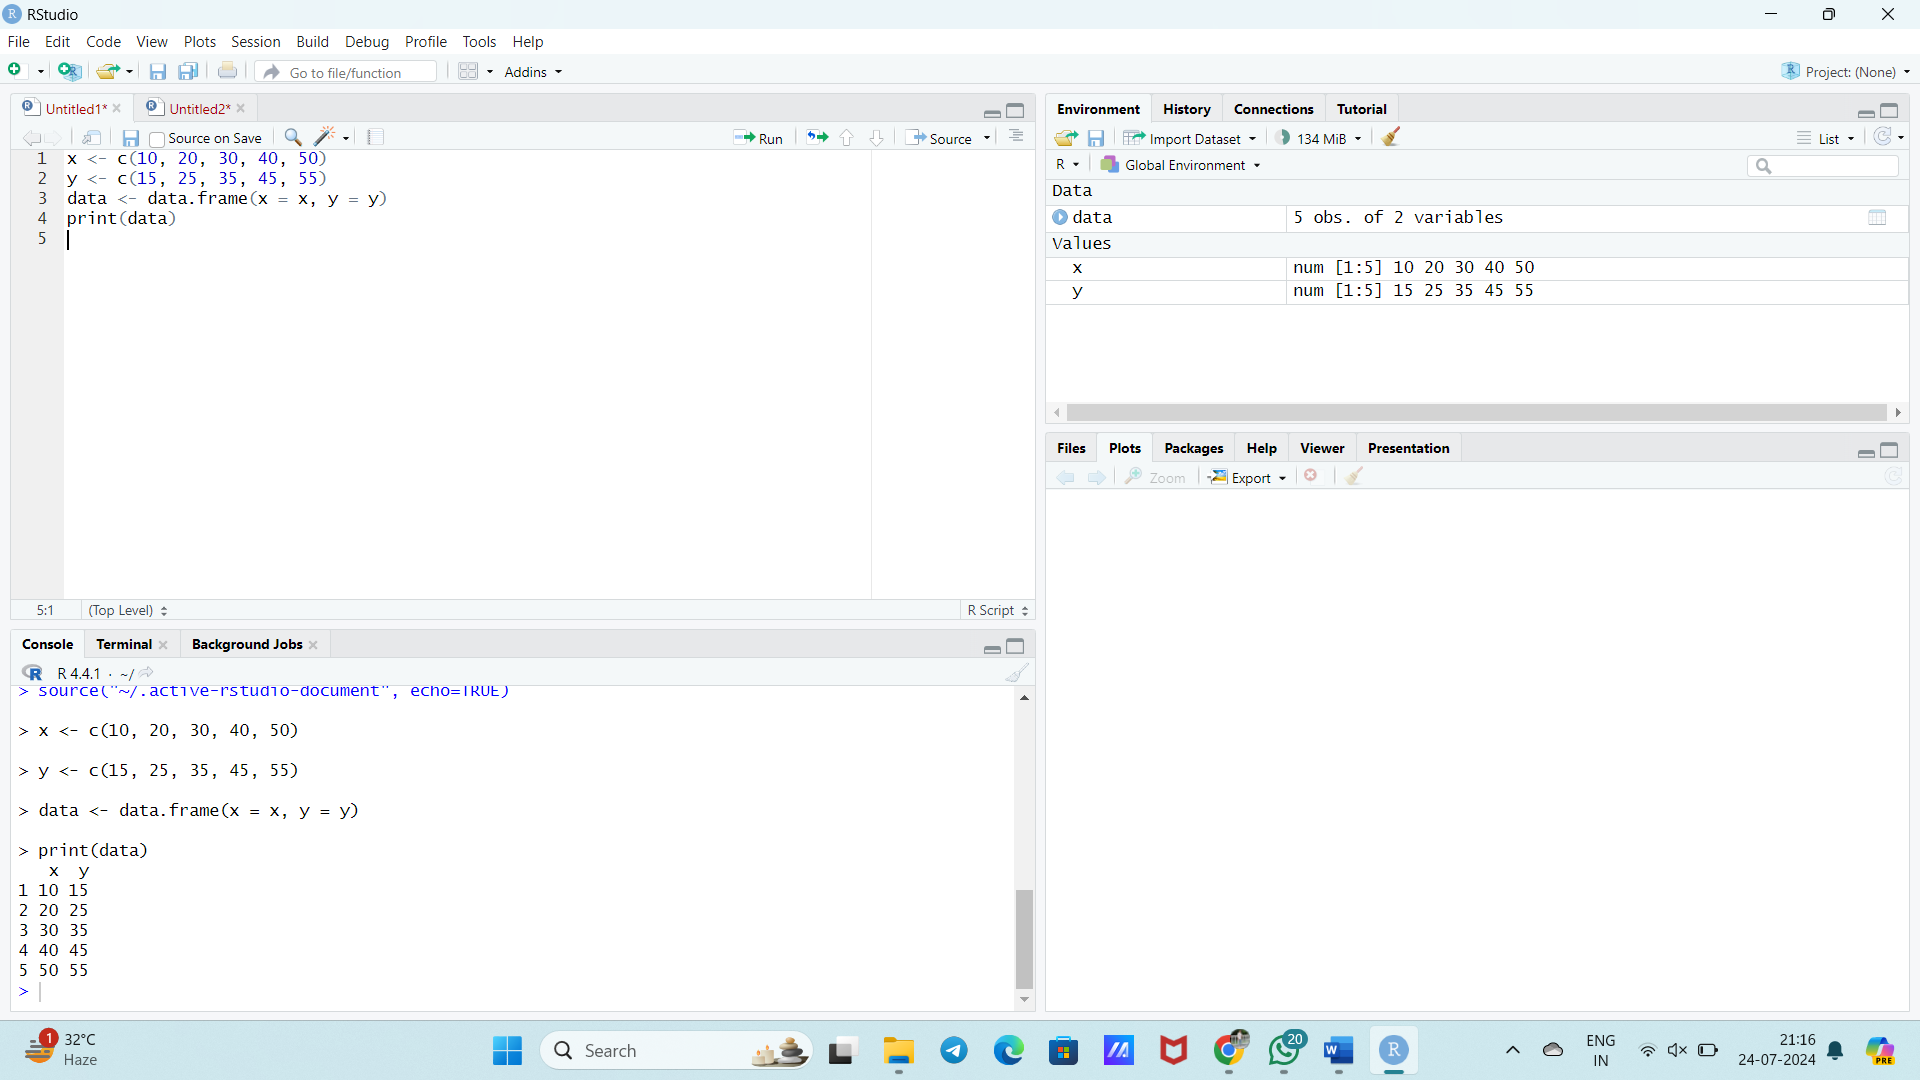 RStudio
File Edit Code View Plots Session Build Debug Profile Tools Help
Go to file/function Addins Project: (None)
Untitled1* Untitled2*
Source on Save Run Source
1 x <- c(10, 20, 30, 40, 50)
2 y <- c(15, 25, 35, 45, 55)
3 data <- data.frame(x = x, y = y)
4 print(data)
5
5:1 (Top Level) R Script
Console Terminal Background Jobs
R 4.4.1 · ~/
> source("~/.active-rstudio-document", echo=TRUE)
> x <- c(10, 20, 30, 40, 50)
> y <- c(15, 25, 35, 45, 55)
> data <- data.frame(x = x, y = y)
> print(data)
x y
1 10 15
2 20 25
3 30 35
4 40 45
5 50 55
>
Environment History Connections Tutorial
Import Dataset 134 MiB List
R Global Environment
Data
data 5 obs. of 2 variables
Values
x num [1:5] 10 20 30 40 50
y num [1:5] 15 25 35 45 55
Files Plots Packages Help Viewer Presentation
Zoom Export
1 32°C
Haze
Search
20
ENG
IN
21:16
24-07-2024
PRE